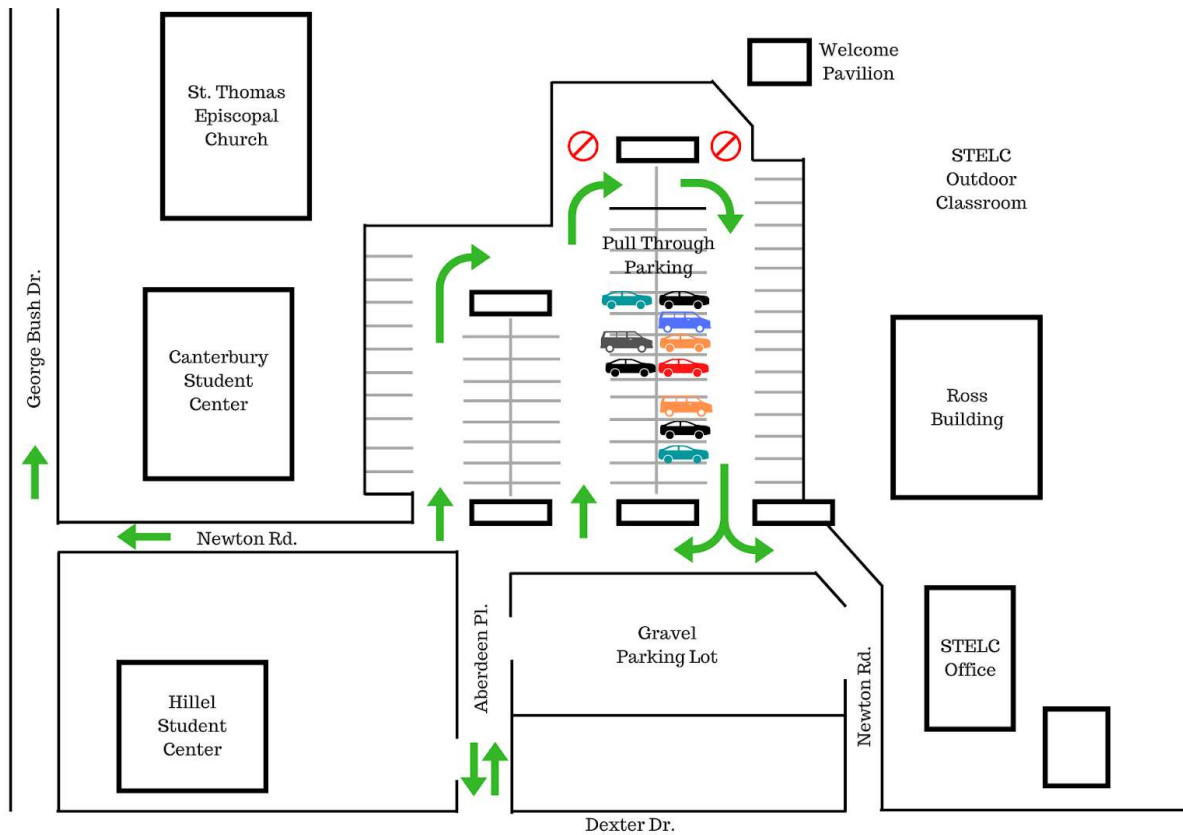 Welcome
Pavilion
St. Thomas
Episcopal
Church
STELC
Outdoor
Classroom
Pull Through
Parking
George Bush Dr.
Canterbury
Student
Center
Ross
Building
Newton Rd.
Aberdeen Pl.
Gravel
Parking Lot
Newton Rd.
STELC
Office
Hillel
Student
Center
Dexter Dr.